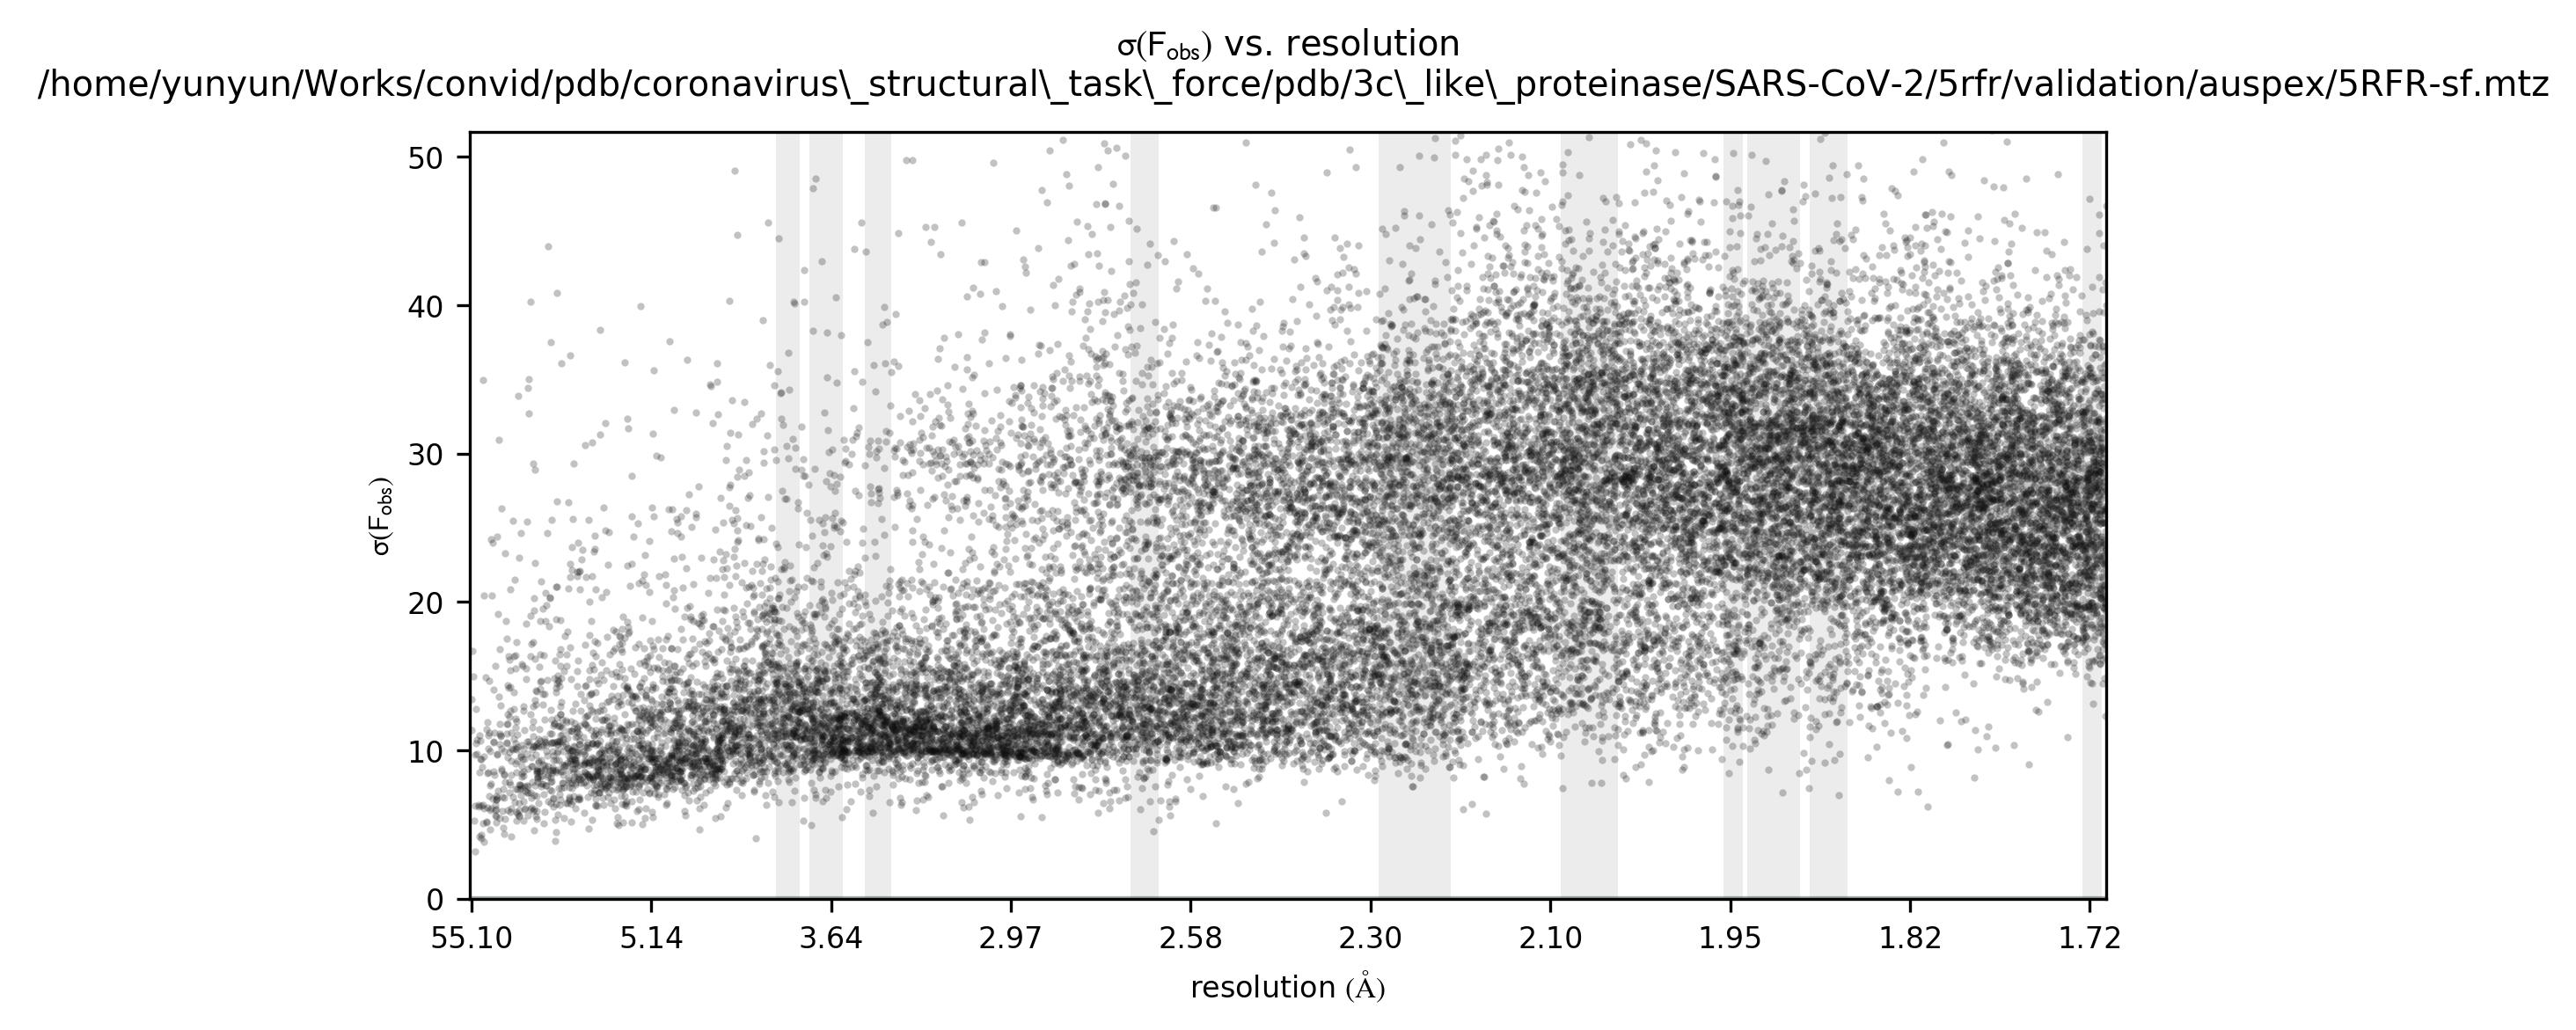 σ(F_obs) vs. resolution
/home/yunyun/Works/convid/pdb/coronavirus\_structural\_task\_force/pdb/3c\_like\_proteinase/SARS-CoV-2/5rfr/validation/auspex/5RFR-sf.mtz
50
40
30
20
10
0
σ(F_obs)
55.10 5.14 3.64 2.97 2.58 2.30 2.10 1.95 1.82 1.72
resolution (Å)